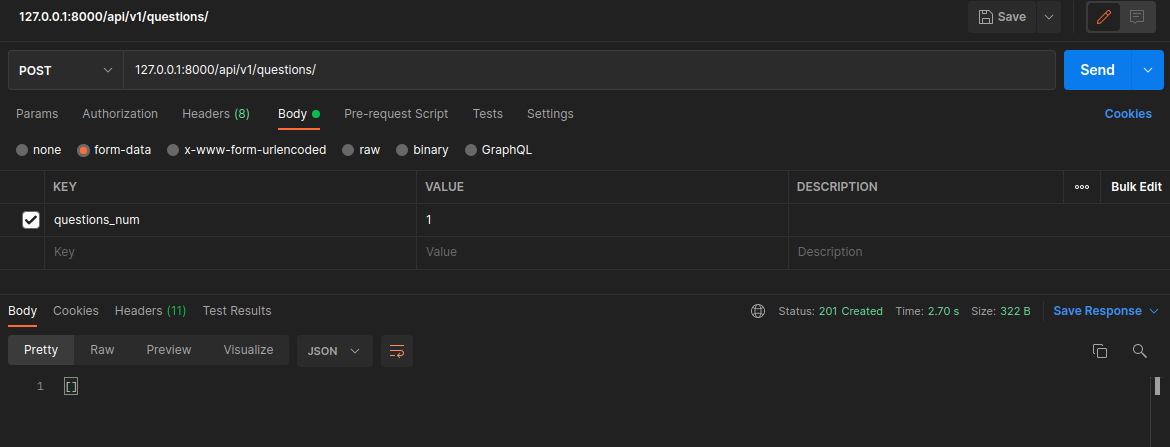 127.0.0.1:8000/api/v1/questions/ Save
POST 127.0.0.1:8000/api/v1/questions/ Send
Params Authorization Headers (8) Body Pre-request Script Tests Settings Cookies
none form-data x-www-form-urlencoded raw binary GraphQL
KEY VALUE DESCRIPTION ooo Bulk Edit
questions_num 1
Key Value Description
Body Cookies Headers (11) Test Results Status: 201 Created Time: 2.70 s Size: 322 B Save Response
Pretty Raw Preview Visualize JSON
1 []